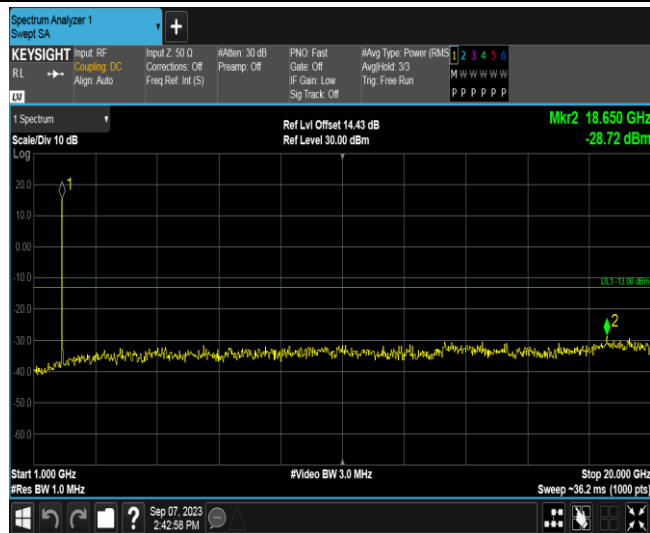 Spectrum Analyzer 1
Swept SA
+
KEYSIGHT
RL
LXI
Input: RF
Coupling: DC
Align: Auto
Input Z: 50 Ω
Corrections: Off
Freq Ref: Int (S)
#Atten: 30 dB
Preamp: Off
PNO: Fast
Gate: Off
IF Gain: Low
Sig Track: Off
#Avg Type: Power (RMS
Avg|Hold: 3/3
Trig: Free Run
1 2 3 4 5 6
M W W W W W
P P P P P P
1 Spectrum
Scale/Div 10 dB
Log
Ref Lvl Offset 14.43 dB
Ref Level 30.00 dBm
Mkr2 18.650 GHz
-28.72 dBm
20.0
10.0
0.00
-10.0
-20.0
-30.0
-40.0
-50.0
-60.0
1
2
DL1 -13.00 dBm
Start 1.000 GHz
#Res BW 1.0 MHz
#Video BW 3.0 MHz
Stop 20.000 GHz
Sweep ~36.2 ms (1000 pts)
?
Sep 07, 2023
2:42:58 PM